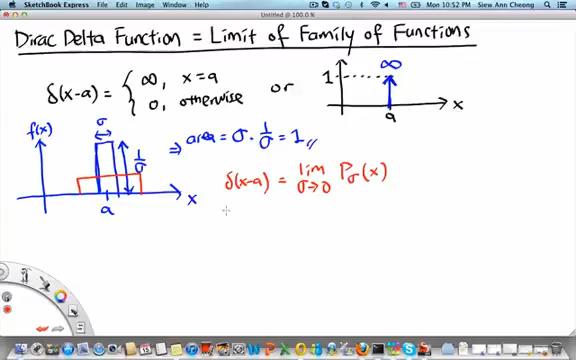 SketchBook Express File Edit Image Window Mon 10:52 PM Siew Ann Cheong
Untitled @ 100.0 %
Dirac Delta Function = Limit of Family of Functions
δ(x-a) = { ∞, x=a
0, otherwise
or
∞
1
a
x
f(x)
σ
1/σ
a
x
⇒ area = σ · 1/σ = 1
δ(x-a) = lim σ→0 Pσ(x)